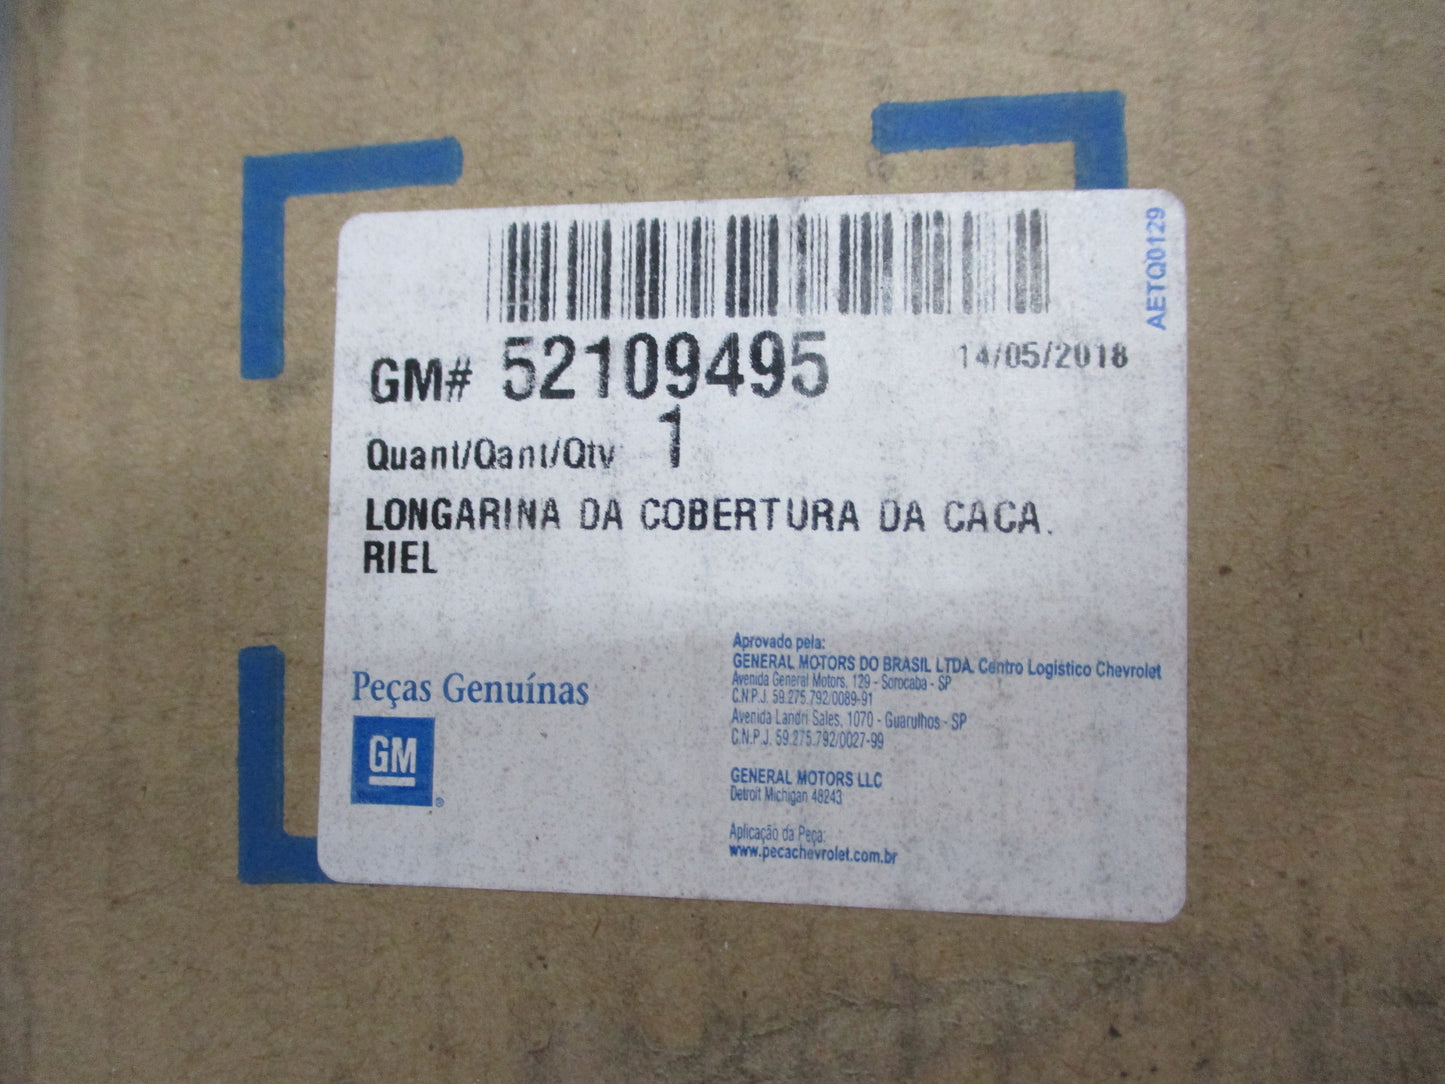 AETQ0129
GM# 52109495
14/05/2018
Quant/Qant/Qty 1
LONGARINA DA COBERTURA DA CACA.
RIEL
Peças Genuínas
GM
®
Aprovado pela:
GENERAL MOTORS DO BRASIL LTDA. Centro Logístico Chevrolet
Avenida General Motors, 129 - Sorocaba - SP
C.N.P.J. 59.275.792/0089-91
Avenida Landri Sales, 1070 - Guarulhos - SP
C.N.P.J. 59.275.792/0027-99
GENERAL MOTORS LLC
Detroit Michigan 48243
Aplicação da Peça:
www.pecachevrolet.com.br